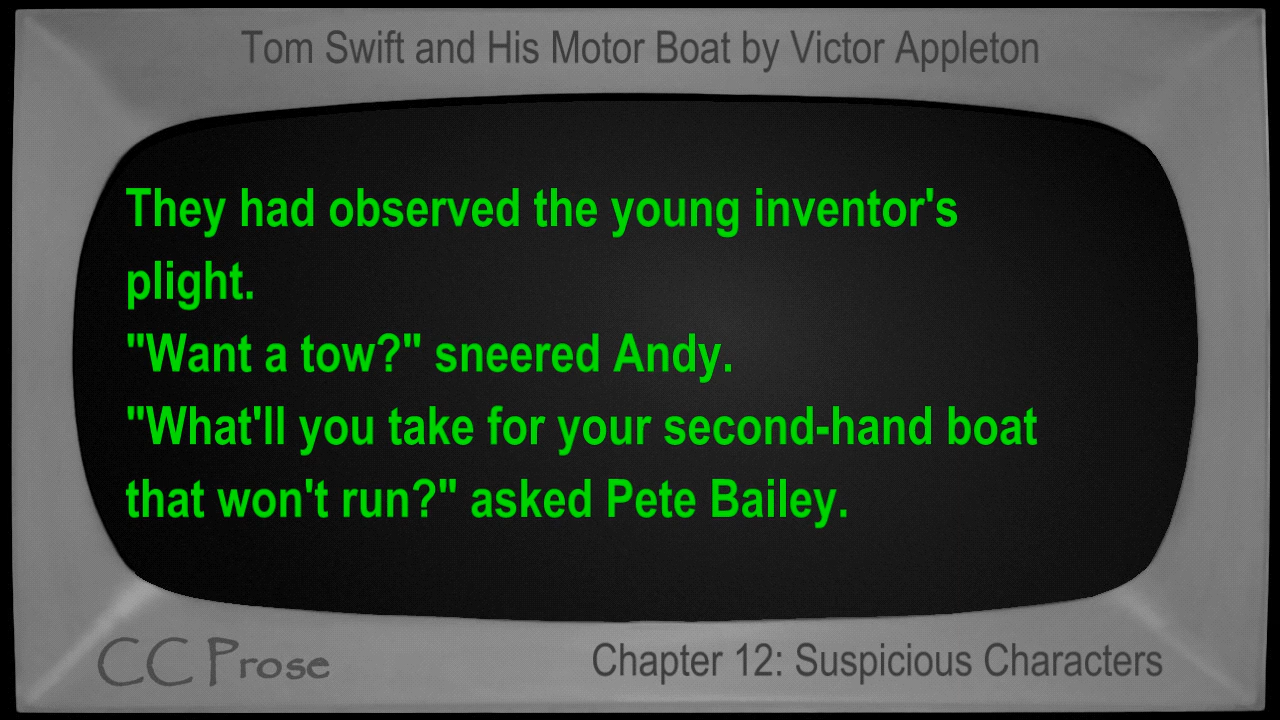 Tom Swift and His Motor Boat by Victor Appleton
They had observed the young inventor's
plight.
"Want a tow?" sneered Andy.
"What'll you take for your second-hand boat
that won't run?" asked Pete Bailey.
CC Prose
Chapter 12: Suspicious Characters